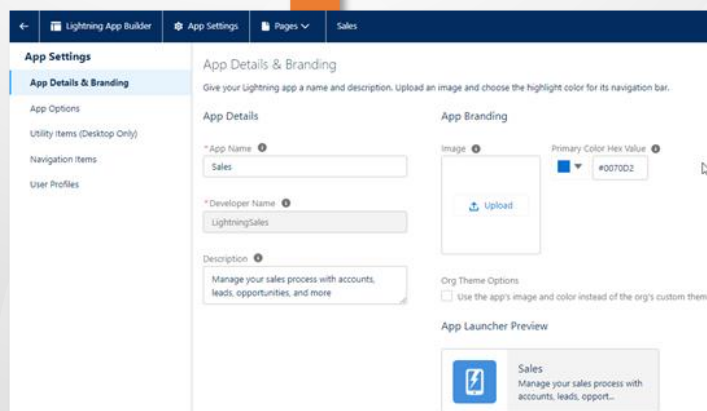 Lightning App Builder
App Settings
Pages
Sales
App Settings
App Details & Branding
App Options
Utility Items (Desktop Only)
Navigation Items
User Profiles
App Details & Branding
Give your Lightning app a name and description. Upload an image and choose the highlight color for its navigation bar.
App Details
*App Name
Sales
*Developer Name
LightningSales
Description
Manage your sales process with accounts,
leads, opportunities, and more
App Branding
Image
Primary Color Hex Value
Upload
#0070D2
Org Theme Options
Use the app's image and color instead of the org's custom them
App Launcher Preview
Sales
Manage your sales process with
accounts, leads, opport...